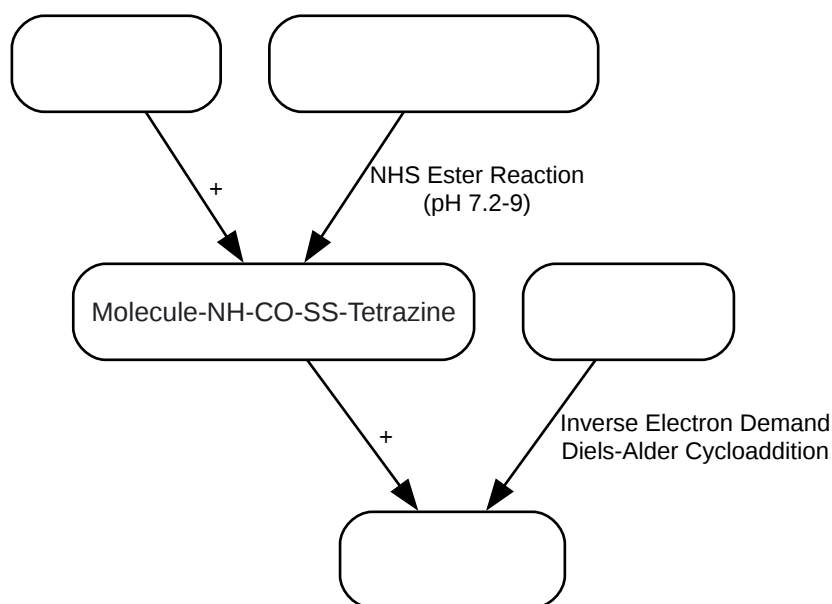 +
NHS Ester Reaction
(pH 7.2-9)
Molecule-NH-CO-SS-Tetrazine
+
Inverse Electron Demand
Diels-Alder Cycloaddition